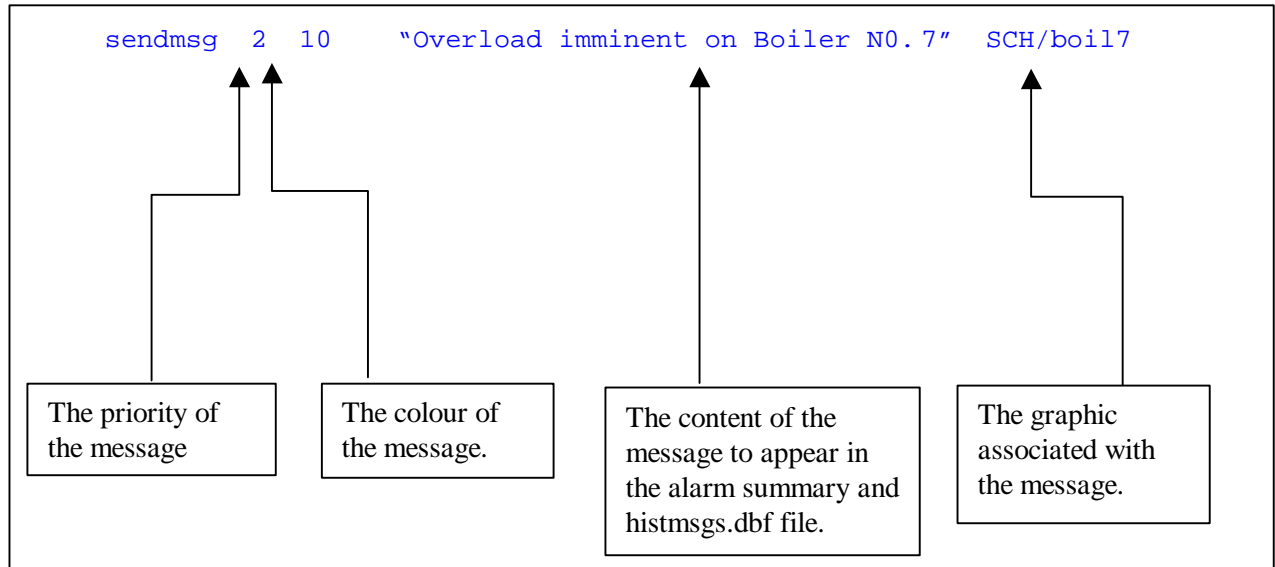 sendmsg 2 10 “Overload imminent on Boiler N0.7” SCH/boil7
The priority of
the message
The colour of
the message.
The content of the
message to appear in
the alarm summary and
histmsgs.dbf file.
The graphic
associated with
the message.